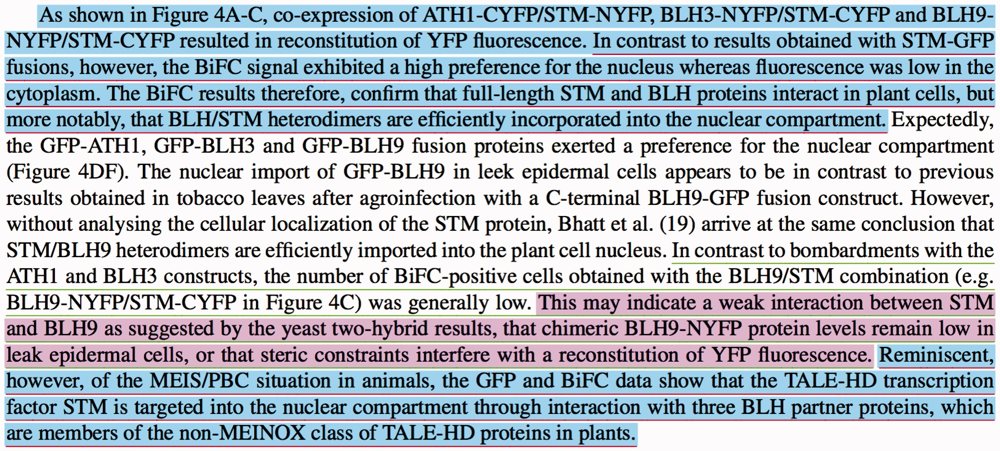 As shown in Figure 4A-C, co-expression of ATH1-CYFP/STM-NYFP, BLH3-NYFP/STM-CYFP and BLH9-
NYFP/STM-CYFP resulted in reconstitution of YFP fluorescence. In contrast to results obtained with STM-GFP
fusions, however, the BiFC signal exhibited a high preference for the nucleus whereas fluorescence was low in the
cytoplasm. The BiFC results therefore, confirm that full-length STM and BLH proteins interact in plant cells, but
more notably, that BLH/STM heterodimers are efficiently incorporated into the nuclear compartment. Expectedly,
the GFP-ATH1, GFP-BLH3 and GFP-BLH9 fusion proteins exerted a preference for the nuclear compartment
(Figure 4DF). The nuclear import of GFP-BLH9 in leek epidermal cells appears to be in contrast to previous
results obtained in tobacco leaves after agroinfection with a C-terminal BLH9-GFP fusion construct. However,
without analysing the cellular localization of the STM protein, Bhatt et al. (19) arrive at the same conclusion that
STM/BLH9 heterodimers are efficiently imported into the plant cell nucleus. In contrast to bombardments with the
ATH1 and BLH3 constructs, the number of BiFC-positive cells obtained with the BLH9/STM combination (e.g.
BLH9-NYFP/STM-CYFP in Figure 4C) was generally low. This may indicate a weak interaction between STM
and BLH9 as suggested by the yeast two-hybrid results, that chimeric BLH9-NYFP protein levels remain low in
leak epidermal cells, or that steric constraints interfere with a reconstitution of YFP fluorescence. Reminiscent,
however, of the MEIS/PBC situation in animals, the GFP and BiFC data show that the TALE-HD transcription
factor STM is targeted into the nuclear compartment through interaction with three BLH partner proteins, which
are members of the non-MEINOX class of TALE-HD proteins in plants.